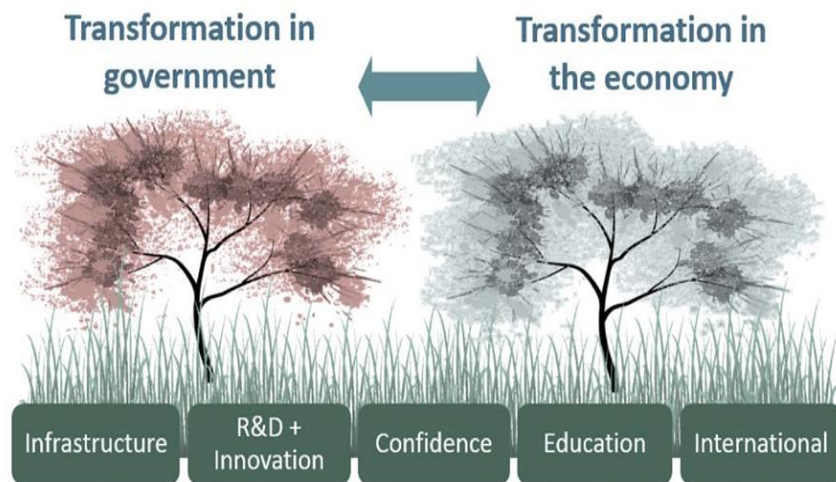 Transformation in
government
Transformation in
the economy
Infrastructure
R&D +
Innovation
Confidence
Education
International